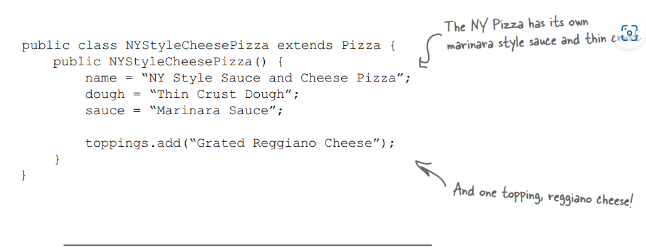 The NY Pizza has its own
marinara style sauce and thin
public class NYStyleCheesePizza extends Pizza {
public NYStyleCheesePizza() {
name = “NY Style Sauce and Cheese Pizza”;
dough = “Thin Crust Dough”;
sauce = “Marinara Sauce”;
toppings.add(“Grated Reggiano Cheese”);
}
}
And one topping, reggiano cheese!